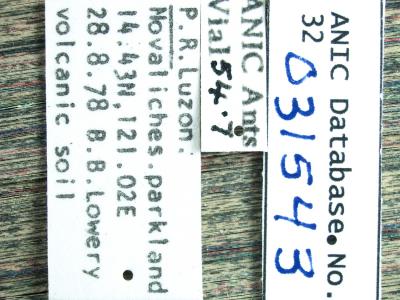 P.R.Luzon,
Novaliches.parkland
14.43N,121.02E
28.8.78 B.B.Lowery
volcanic soil
ANIC Ants
Vial 54.7
ANIC Database No.
32 031543